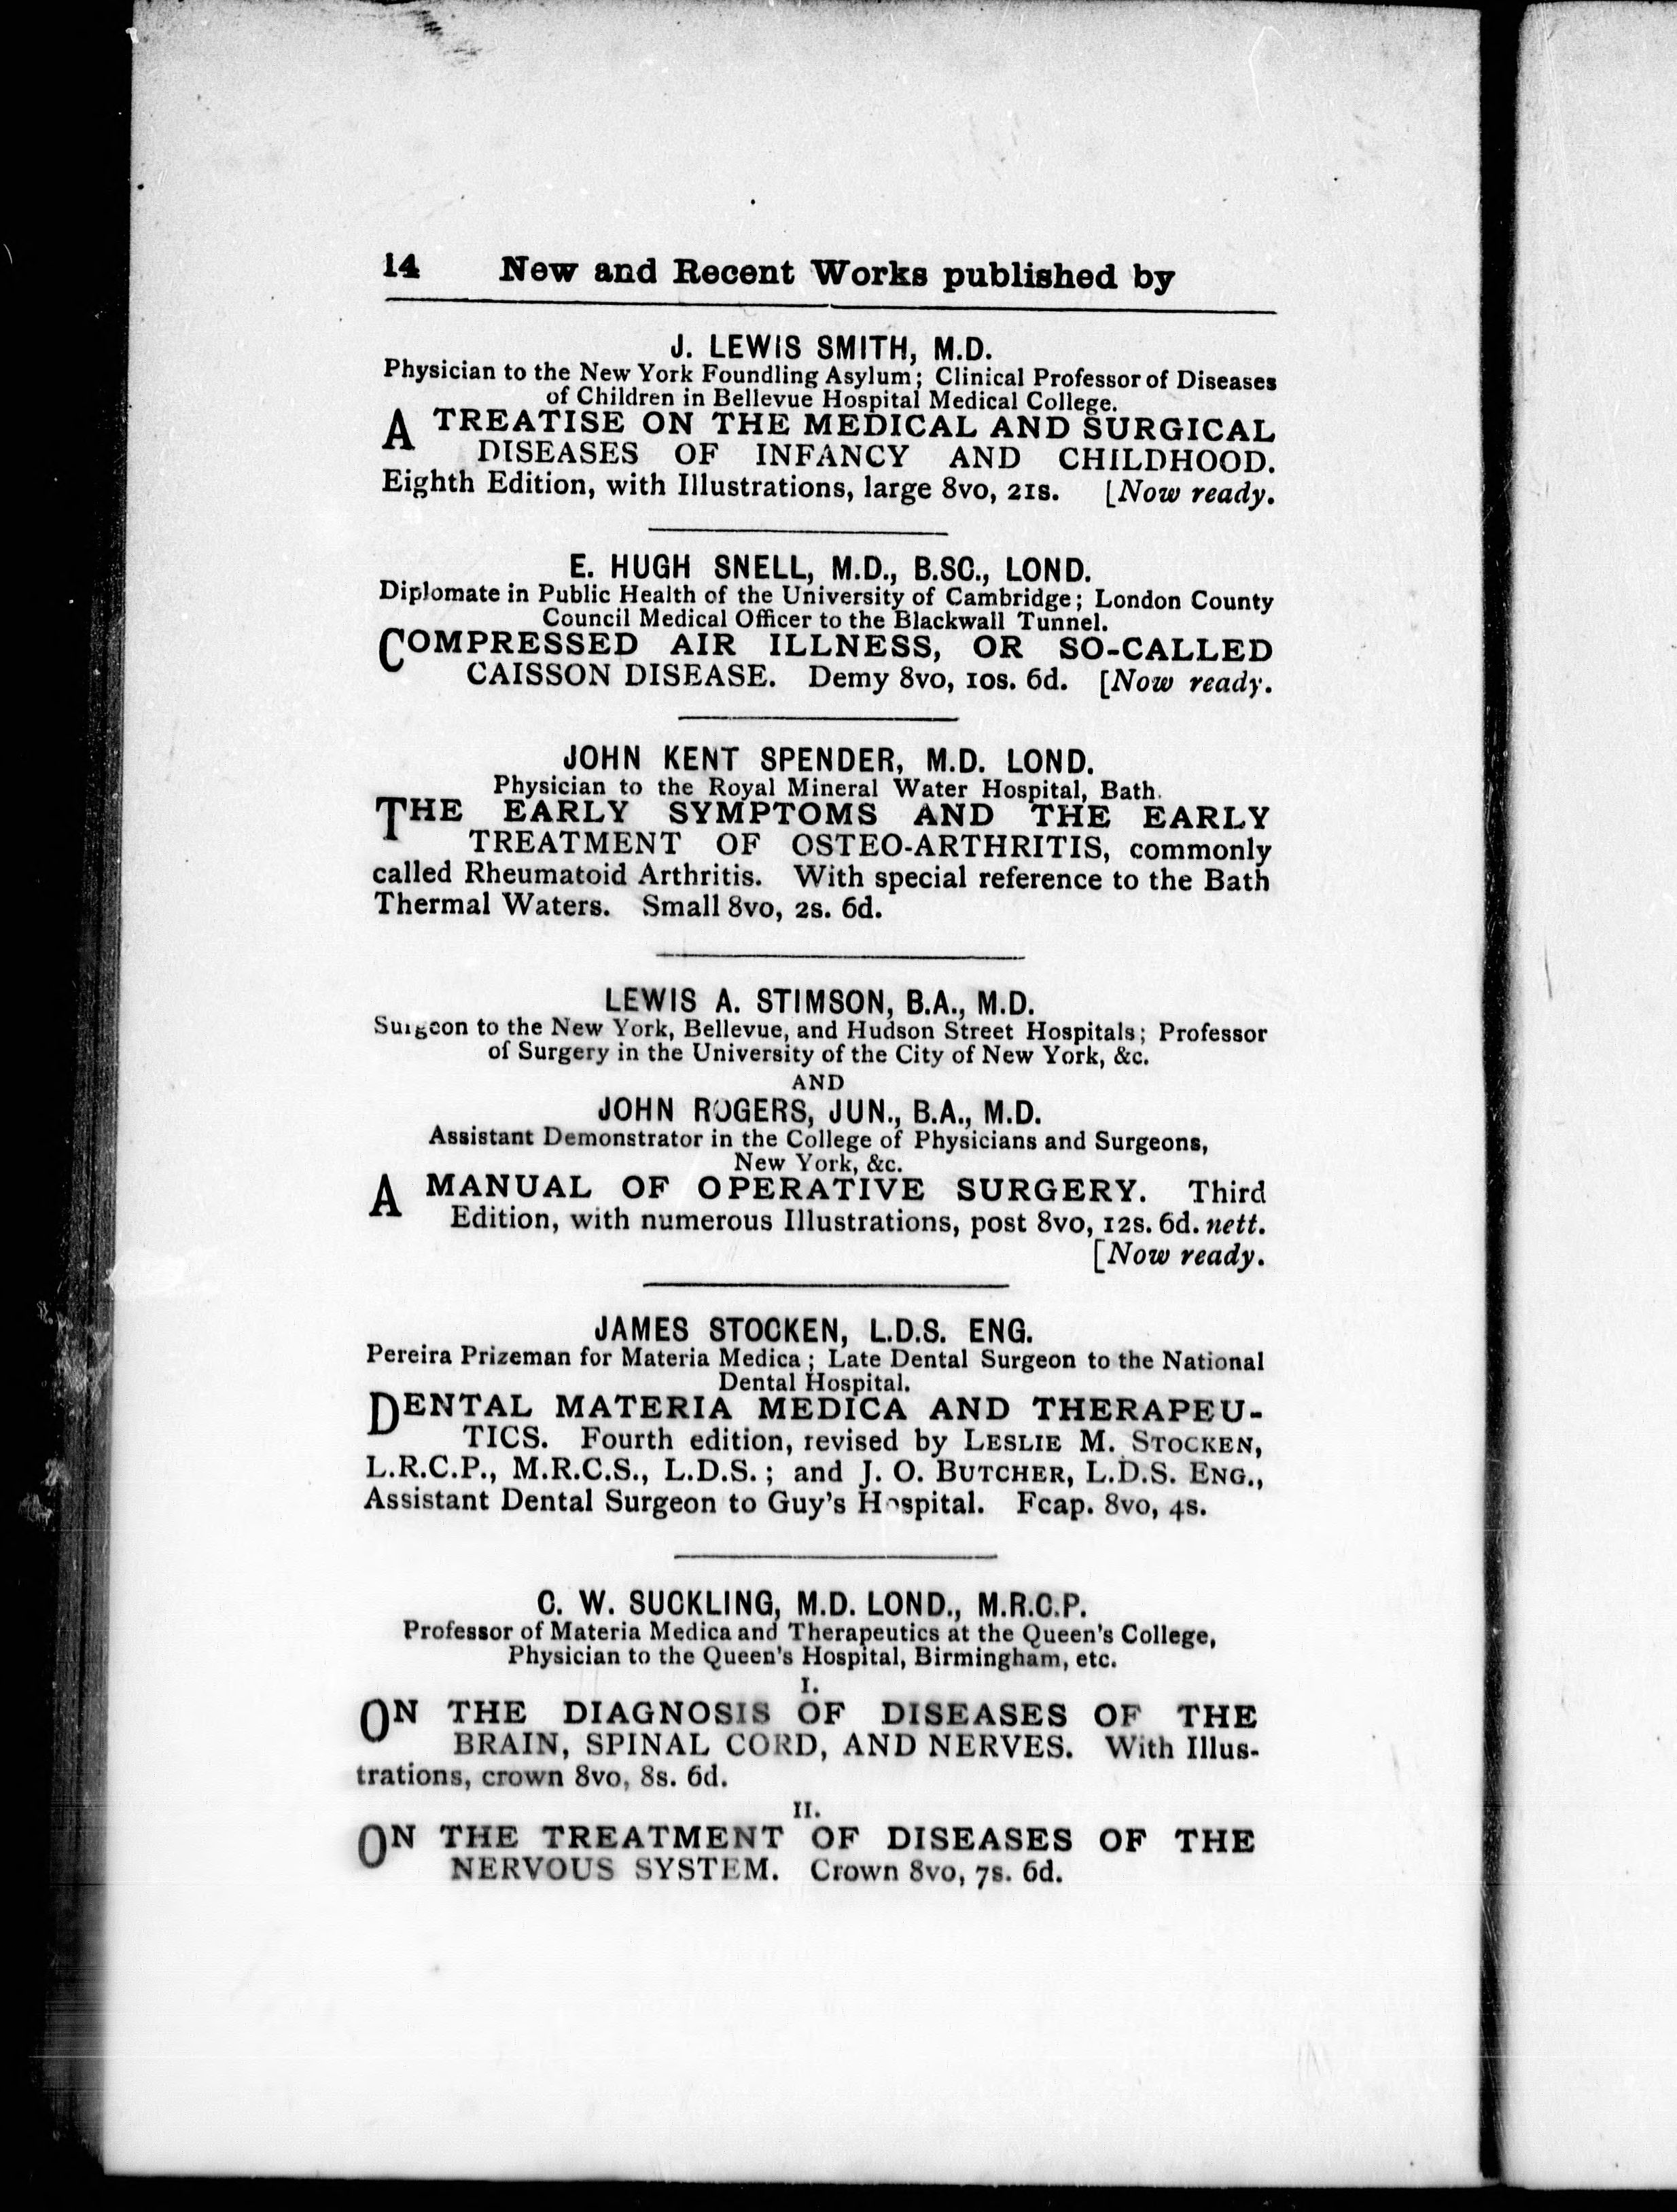 14 New and Recent Works published by
J. LEWIS SMITH, M.D.
Physician to the New York Foundling Asylum; Clinical Professor of Diseases
of Children in Bellevue Hospital Medical College.
A TREATISE ON THE MEDICAL AND SURGICAL
DISEASES OF INFANCY AND CHILDHOOD.
Eighth Edition, with Illustrations, large 8vo, 21s. [Now ready.
E. HUGH SNELL, M.D., B.SC., LOND.
Diplomate in Public Health of the University of Cambridge; London County
Council Medical Officer to the Blackwall Tunnel.
COMPRESSED AIR ILLNESS, OR SO-CALLED
CAISSON DISEASE. Demy 8vo, 10s. 6d. [Now ready.
JOHN KENT SPENDER, M.D. LOND.
Physician to the Royal Mineral Water Hospital, Bath.
THE EARLY SYMPTOMS AND THE EARLY
TREATMENT OF OSTEO-ARTHRITIS, commonly
called Rheumatoid Arthritis. With special reference to the Bath
Thermal Waters. Small 8vo, 2s. 6d.
LEWIS A. STIMSON, B.A., M.D.
Surgeon to the New York, Bellevue, and Hudson Street Hospitals; Professor
of Surgery in the University of the City of New York, &c.
AND
JOHN ROGERS, JUN., B.A., M.D.
Assistant Demonstrator in the College of Physicians and Surgeons,
New York, &c.
A MANUAL OF OPERATIVE SURGERY. Third
Edition, with numerous Illustrations, post 8vo, 12s. 6d. nett.
[Now ready.
JAMES STOCKEN, L.D.S. ENG.
Pereira Prizeman for Materia Medica; Late Dental Surgeon to the National
Dental Hospital.
DENTAL MATERIA MEDICA AND THERAPEU-
TICS. Fourth edition, revised by LESLIE M. STOCKEN,
L.R.C.P., M.R.C.S., L.D.S.; and J. O. BUTCHER, L.D.S. ENG.,
Assistant Dental Surgeon to Guy's Hospital. Fcap. 8vo, 4s.
C. W. SUCKLING, M.D. LOND., M.R.C.P.
Professor of Materia Medica and Therapeutics at the Queen's College,
Physician to the Queen's Hospital, Birmingham, etc.
I.
ON THE DIAGNOSIS OF DISEASES OF THE
BRAIN, SPINAL CORD, AND NERVES. With Illus-
trations, crown 8vo, 8s. 6d.
II.
ON THE TREATMENT OF DISEASES OF THE
NERVOUS SYSTEM. Crown 8vo, 7s. 6d.